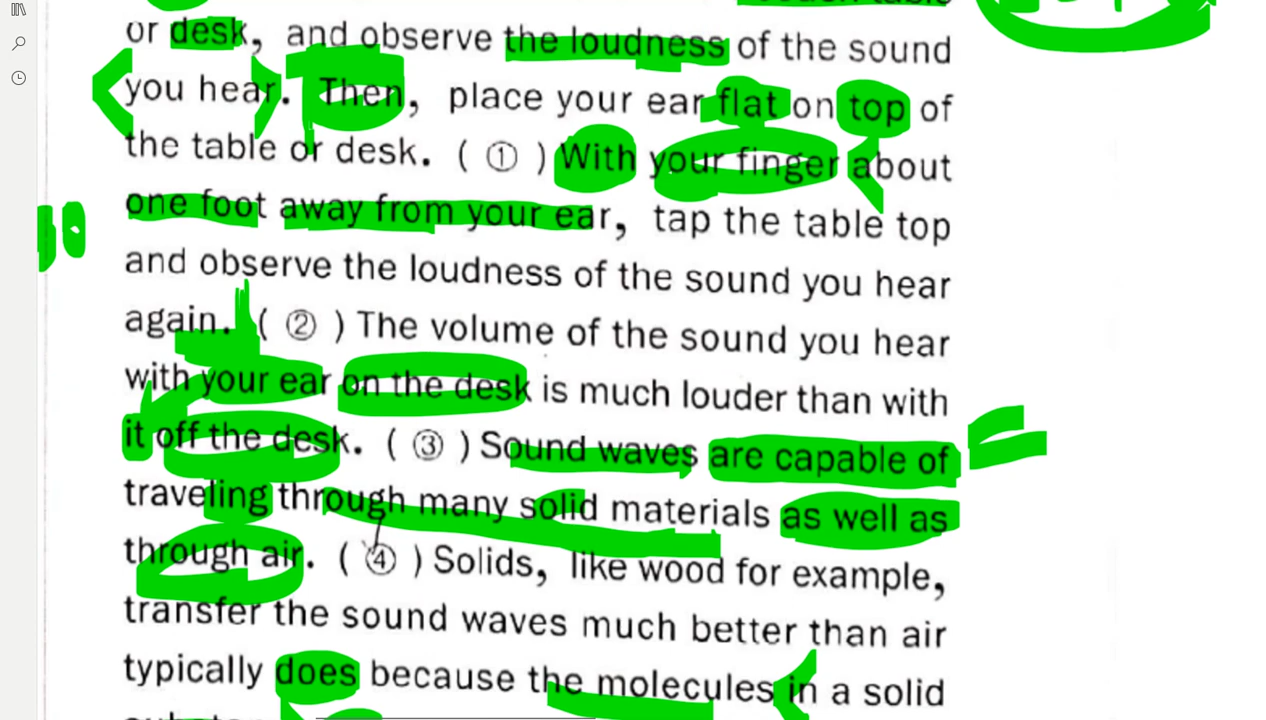 or desk, and observe the loudness of the sound
you hear. Then, place your ear flat on top of
the table or desk. ( ① ) With your finger about
one foot away from your ear, tap the table top
and observe the loudness of the sound you hear
again. ( ② ) The volume of the sound you hear
with your ear on the desk is much louder than with
it off the desk. ( ③ ) Sound waves are capable of
traveling through many solid materials as well as
through air. ( ④ ) Solids, like wood for example,
transfer the sound waves much better than air
typically does because the molecules in a solid